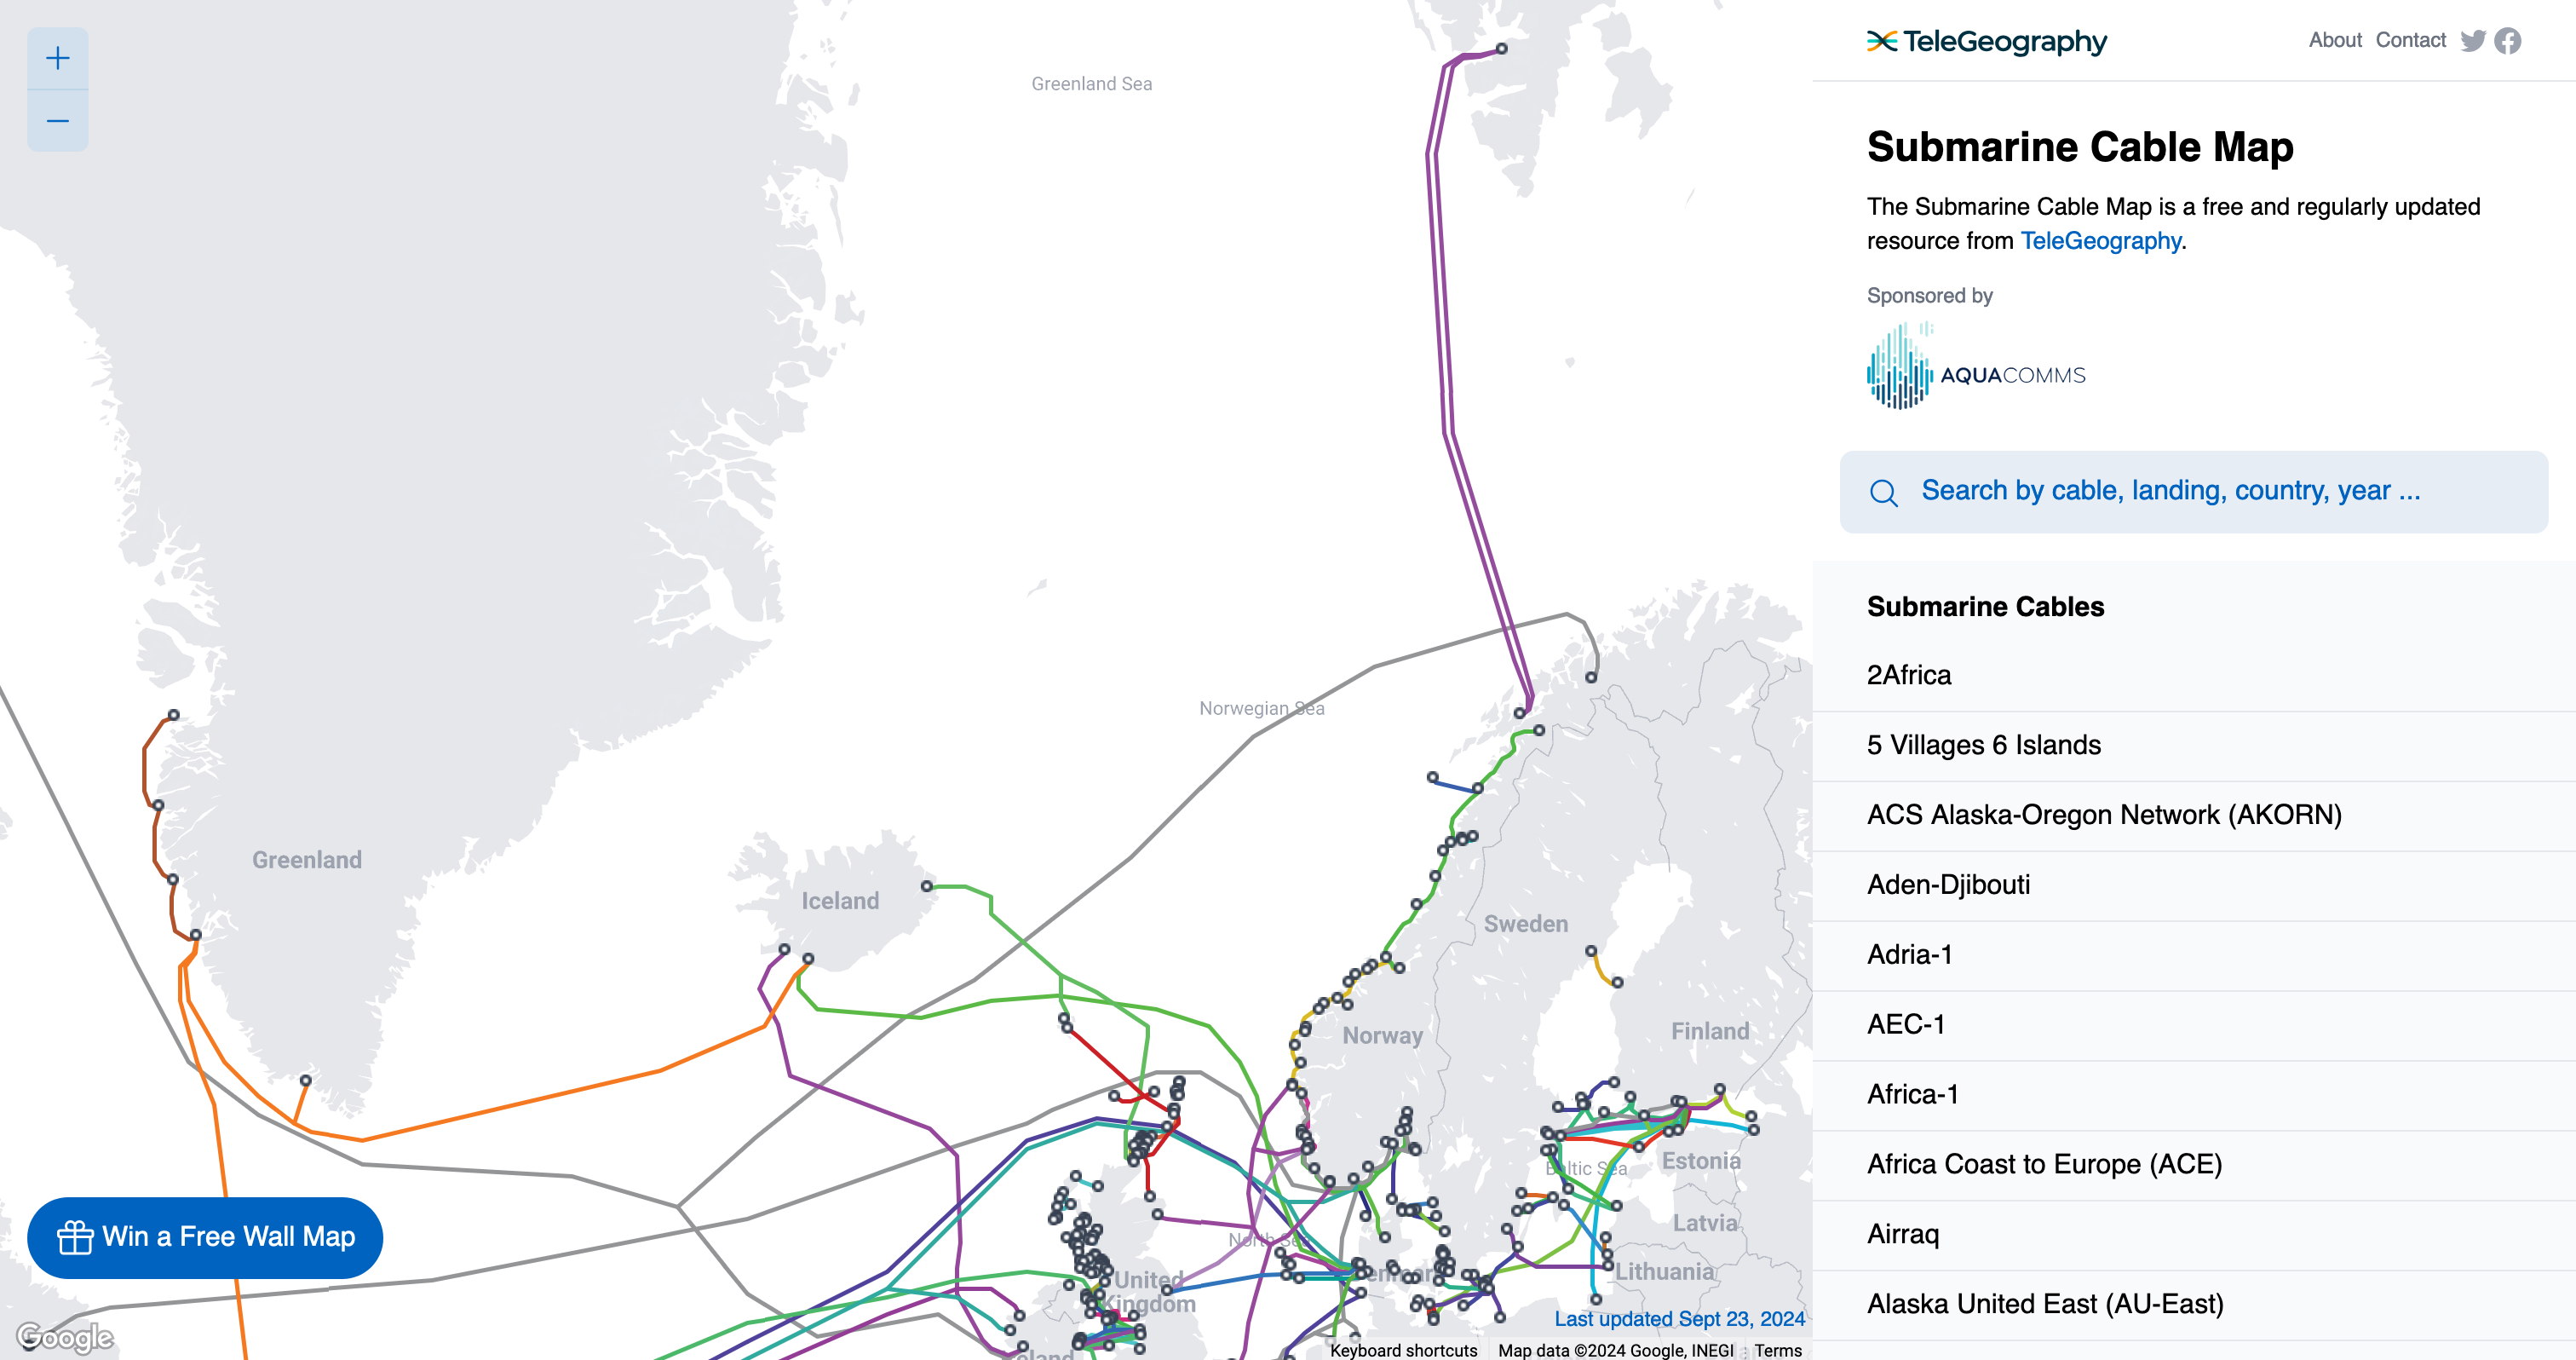 +
−
Greenland Sea
Norwegian Sea
Greenland
Iceland
Sweden
Norway
Finland
Baltic Sea
Estonia
Latvia
North Sea
Lithuania
United
Kingdom
Win a Free Wall Map
Google
Last updated Sept 23, 2024
Keyboard shortcuts Map data ©2024 Google, INEGI Terms
TeleGeography
About Contact
Submarine Cable Map
The Submarine Cable Map is a free and regularly updated
resource from TeleGeography.
Sponsored by
AQUACOMMS
Search by cable, landing, country, year ...
Submarine Cables
2Africa
5 Villages 6 Islands
ACS Alaska-Oregon Network (AKORN)
Aden-Djibouti
Adria-1
AEC-1
Africa-1
Africa Coast to Europe (ACE)
Airraq
Alaska United East (AU-East)